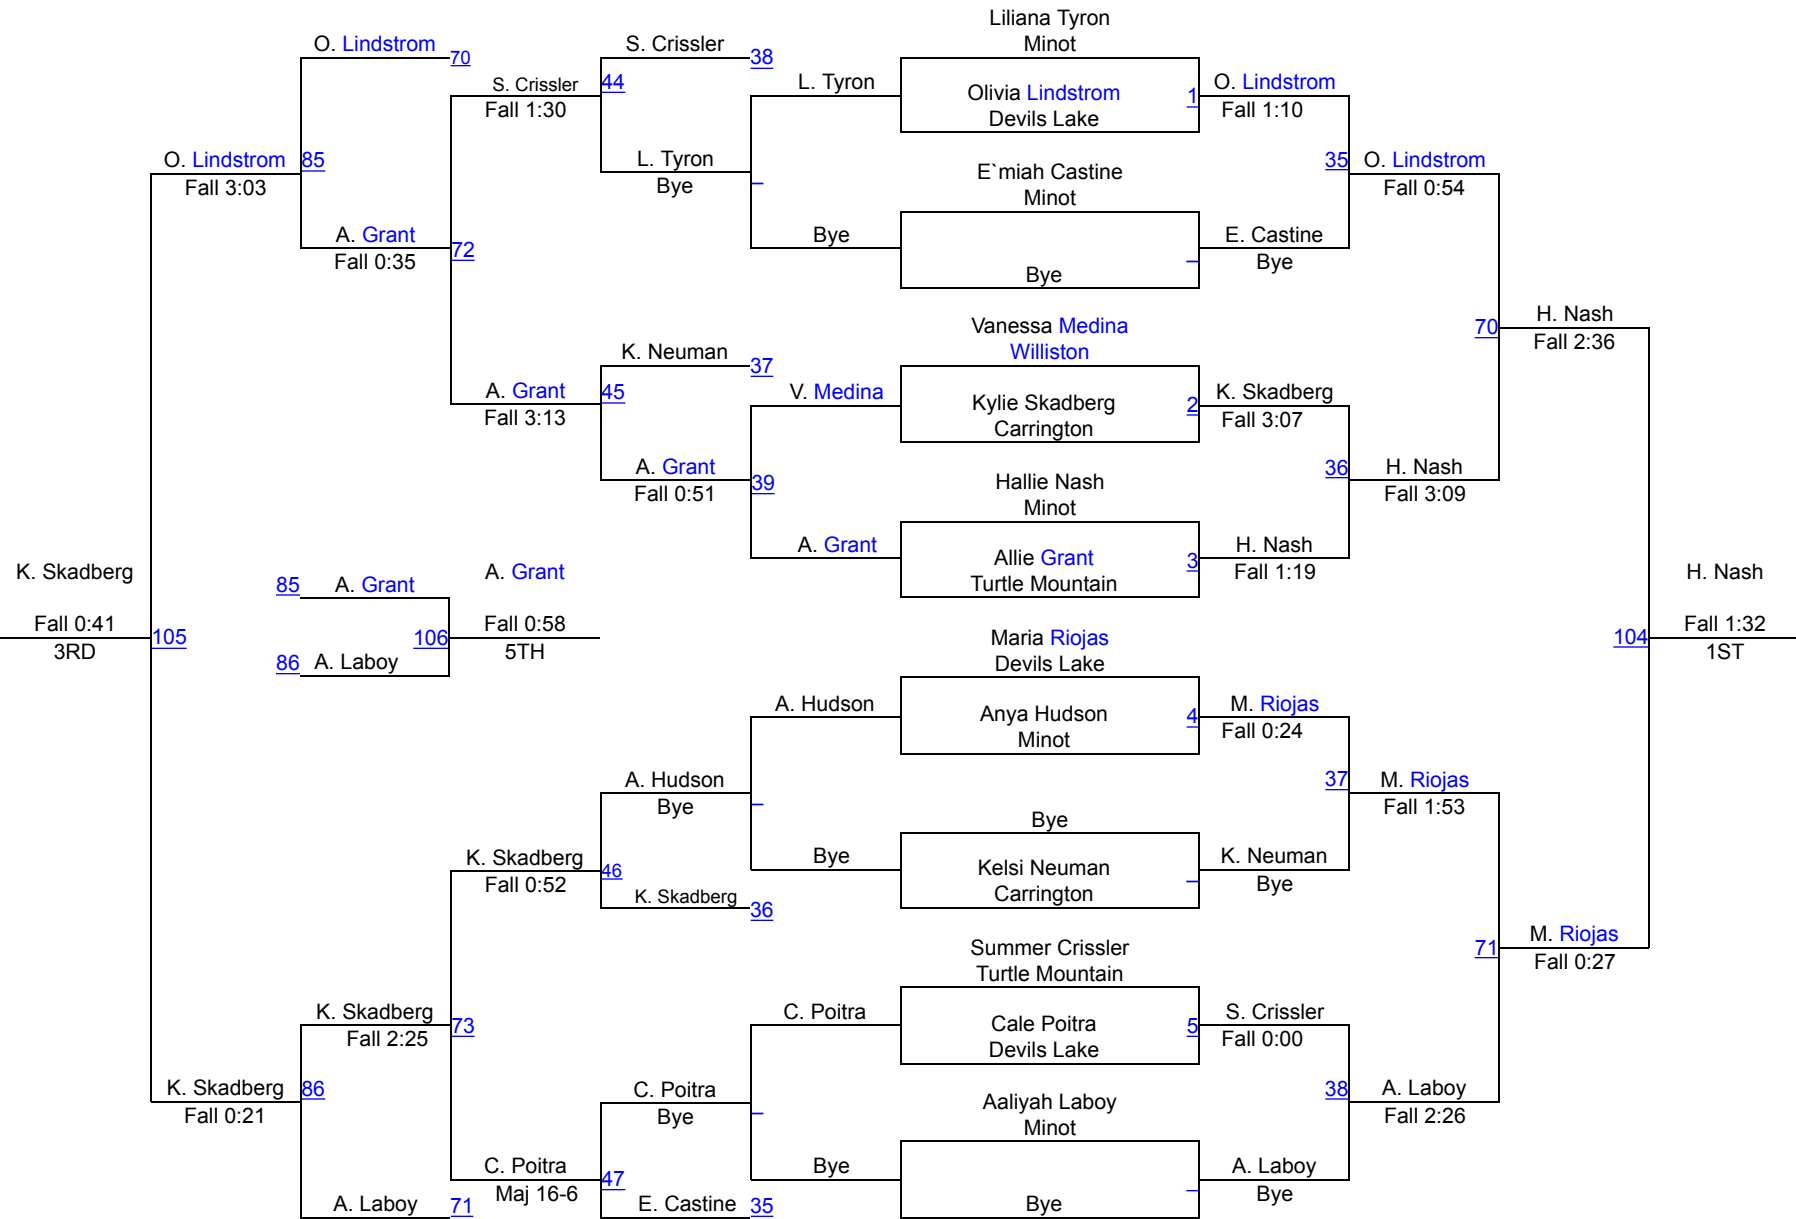 Liliana Tyron
Minot
O. Lindstrom
70
S. Crissler
38
S. Crissler
Fall 1:30
44
L. Tyron
Olivia Lindstrom
Devils Lake
1
O. Lindstrom
Fall 1:10
O. Lindstrom
Fall 3:03
85
L. Tyron
Bye
E`miah Castine
Minot
35
O. Lindstrom
Fall 0:54
A. Grant
Fall 0:35
72
Bye
Bye
E. Castine
Bye
Vanessa Medina
Williston
K. Neuman
37
70
H. Nash
Fall 2:36
A. Grant
Fall 3:13
45
V. Medina
Kylie Skadberg
Carrington
2
K. Skadberg
Fall 3:07
A. Grant
Fall 0:51
39
Hallie Nash
Minot
36
H. Nash
Fall 3:09
A. Grant
Allie Grant
Turtle Mountain
3
H. Nash
Fall 1:19
K. Skadberg
Fall 0:41
3RD
105
85
A. Grant
86
A. Laboy
106
A. Grant
Fall 0:58
5TH
104
H. Nash
Fall 1:32
1ST
Maria Riojas
Devils Lake
A. Hudson
Anya Hudson
Minot
4
M. Riojas
Fall 0:24
A. Hudson
Bye
37
M. Riojas
Fall 1:53
Bye
K. Skadberg
Fall 0:52
46
Bye
Kelsi Neuman
Carrington
K. Neuman
Bye
K. Skadberg
36
Summer Crissler
Turtle Mountain
71
M. Riojas
Fall 0:27
K. Skadberg
Fall 2:25
73
C. Poitra
Cale Poitra
Devils Lake
5
S. Crissler
Fall 0:00
K. Skadberg
Fall 0:21
86
C. Poitra
Bye
Aaliyah Laboy
Minot
38
A. Laboy
Fall 2:26
C. Poitra
Maj 16-6
47
Bye
Bye
A. Laboy
Bye
A. Laboy
71
E. Castine
35